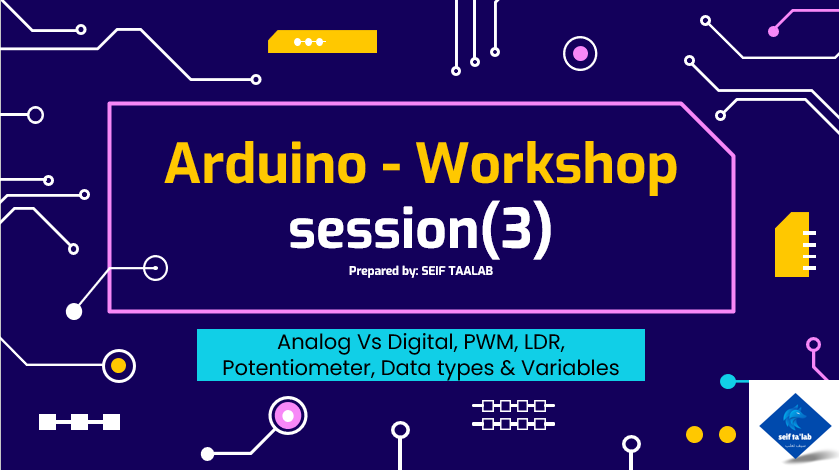 Arduino - Workshop
session(3)
Prepared by: SEIF TAALAB
Analog Vs Digital, PWM, LDR,
Potentiometer, Data types & Variables
seif ta'lab